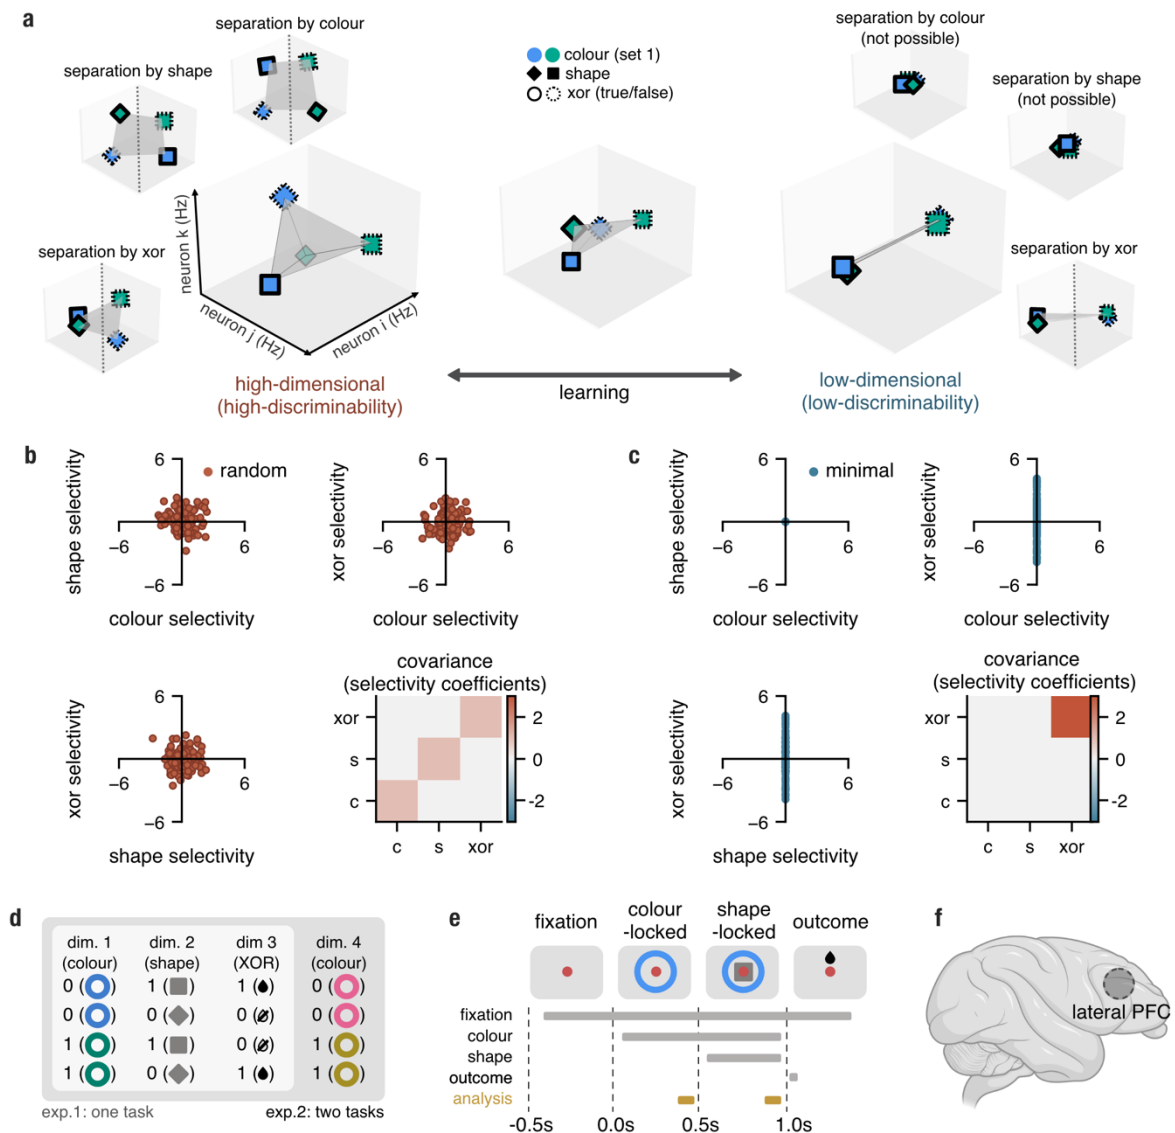 a
separation by colour
separation by shape
separation by xor
neuron k (Hz)
neuron j (Hz)
neuron i (Hz)
high-dimensional
(high-discriminability)
colour (set 1)
shape
xor (true/false)
learning
separation by colour
(not possible)
separation by shape
(not possible)
separation by xor
low-dimensional
(low-discriminability)
b
shape selectivity
6
random
-6
6
-6
colour selectivity
xor selectivity
6
-6
6
-6
colour selectivity
xor selectivity
6
-6
6
-6
shape selectivity
covariance
(selectivity coefficients)
xor
s
c
c s xor
2
0
-2
c
shape selectivity
6
minimal
-6
6
-6
colour selectivity
xor selectivity
6
-6
6
-6
colour selectivity
xor selectivity
6
-6
6
-6
shape selectivity
covariance
(selectivity coefficients)
xor
s
c
c s xor
2
0
-2
d
dim. 1 dim. 2 dim 3 dim. 4
(colour) (shape) (XOR) (colour)
0 ( ) 1 ( ) 1 ( ) 0 ( )
0 ( ) 0 ( ) 0 ( ) 0 ( )
1 ( ) 1 ( ) 0 ( ) 1 ( )
1 ( ) 0 ( ) 1 ( ) 1 ( )
exp.1: one task exp.2: two tasks
e
fixation
colour
-locked
shape
-locked
outcome
fixation
colour
shape
outcome
analysis
-0.5s 0.0s 0.5s 1.0s
f
lateral PFC